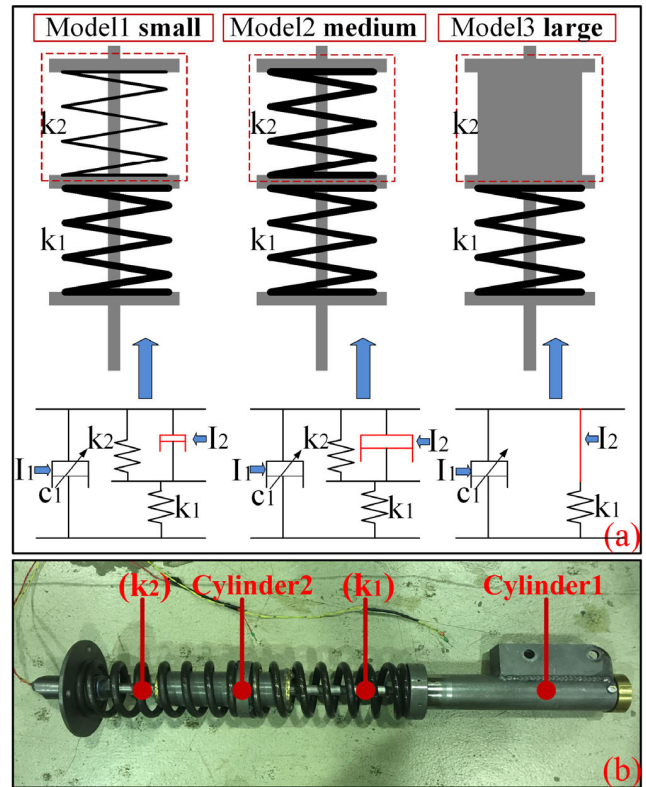 Model1 small Model2 medium Model3 large
k2 k2 k2
k1 k1 k1
k2 I2 k2 I2 I2
I1 I1 I1
c1 k1 c1 k1 c1 k1
(a)
(k2) Cylinder2 (k1) Cylinder1
(b)